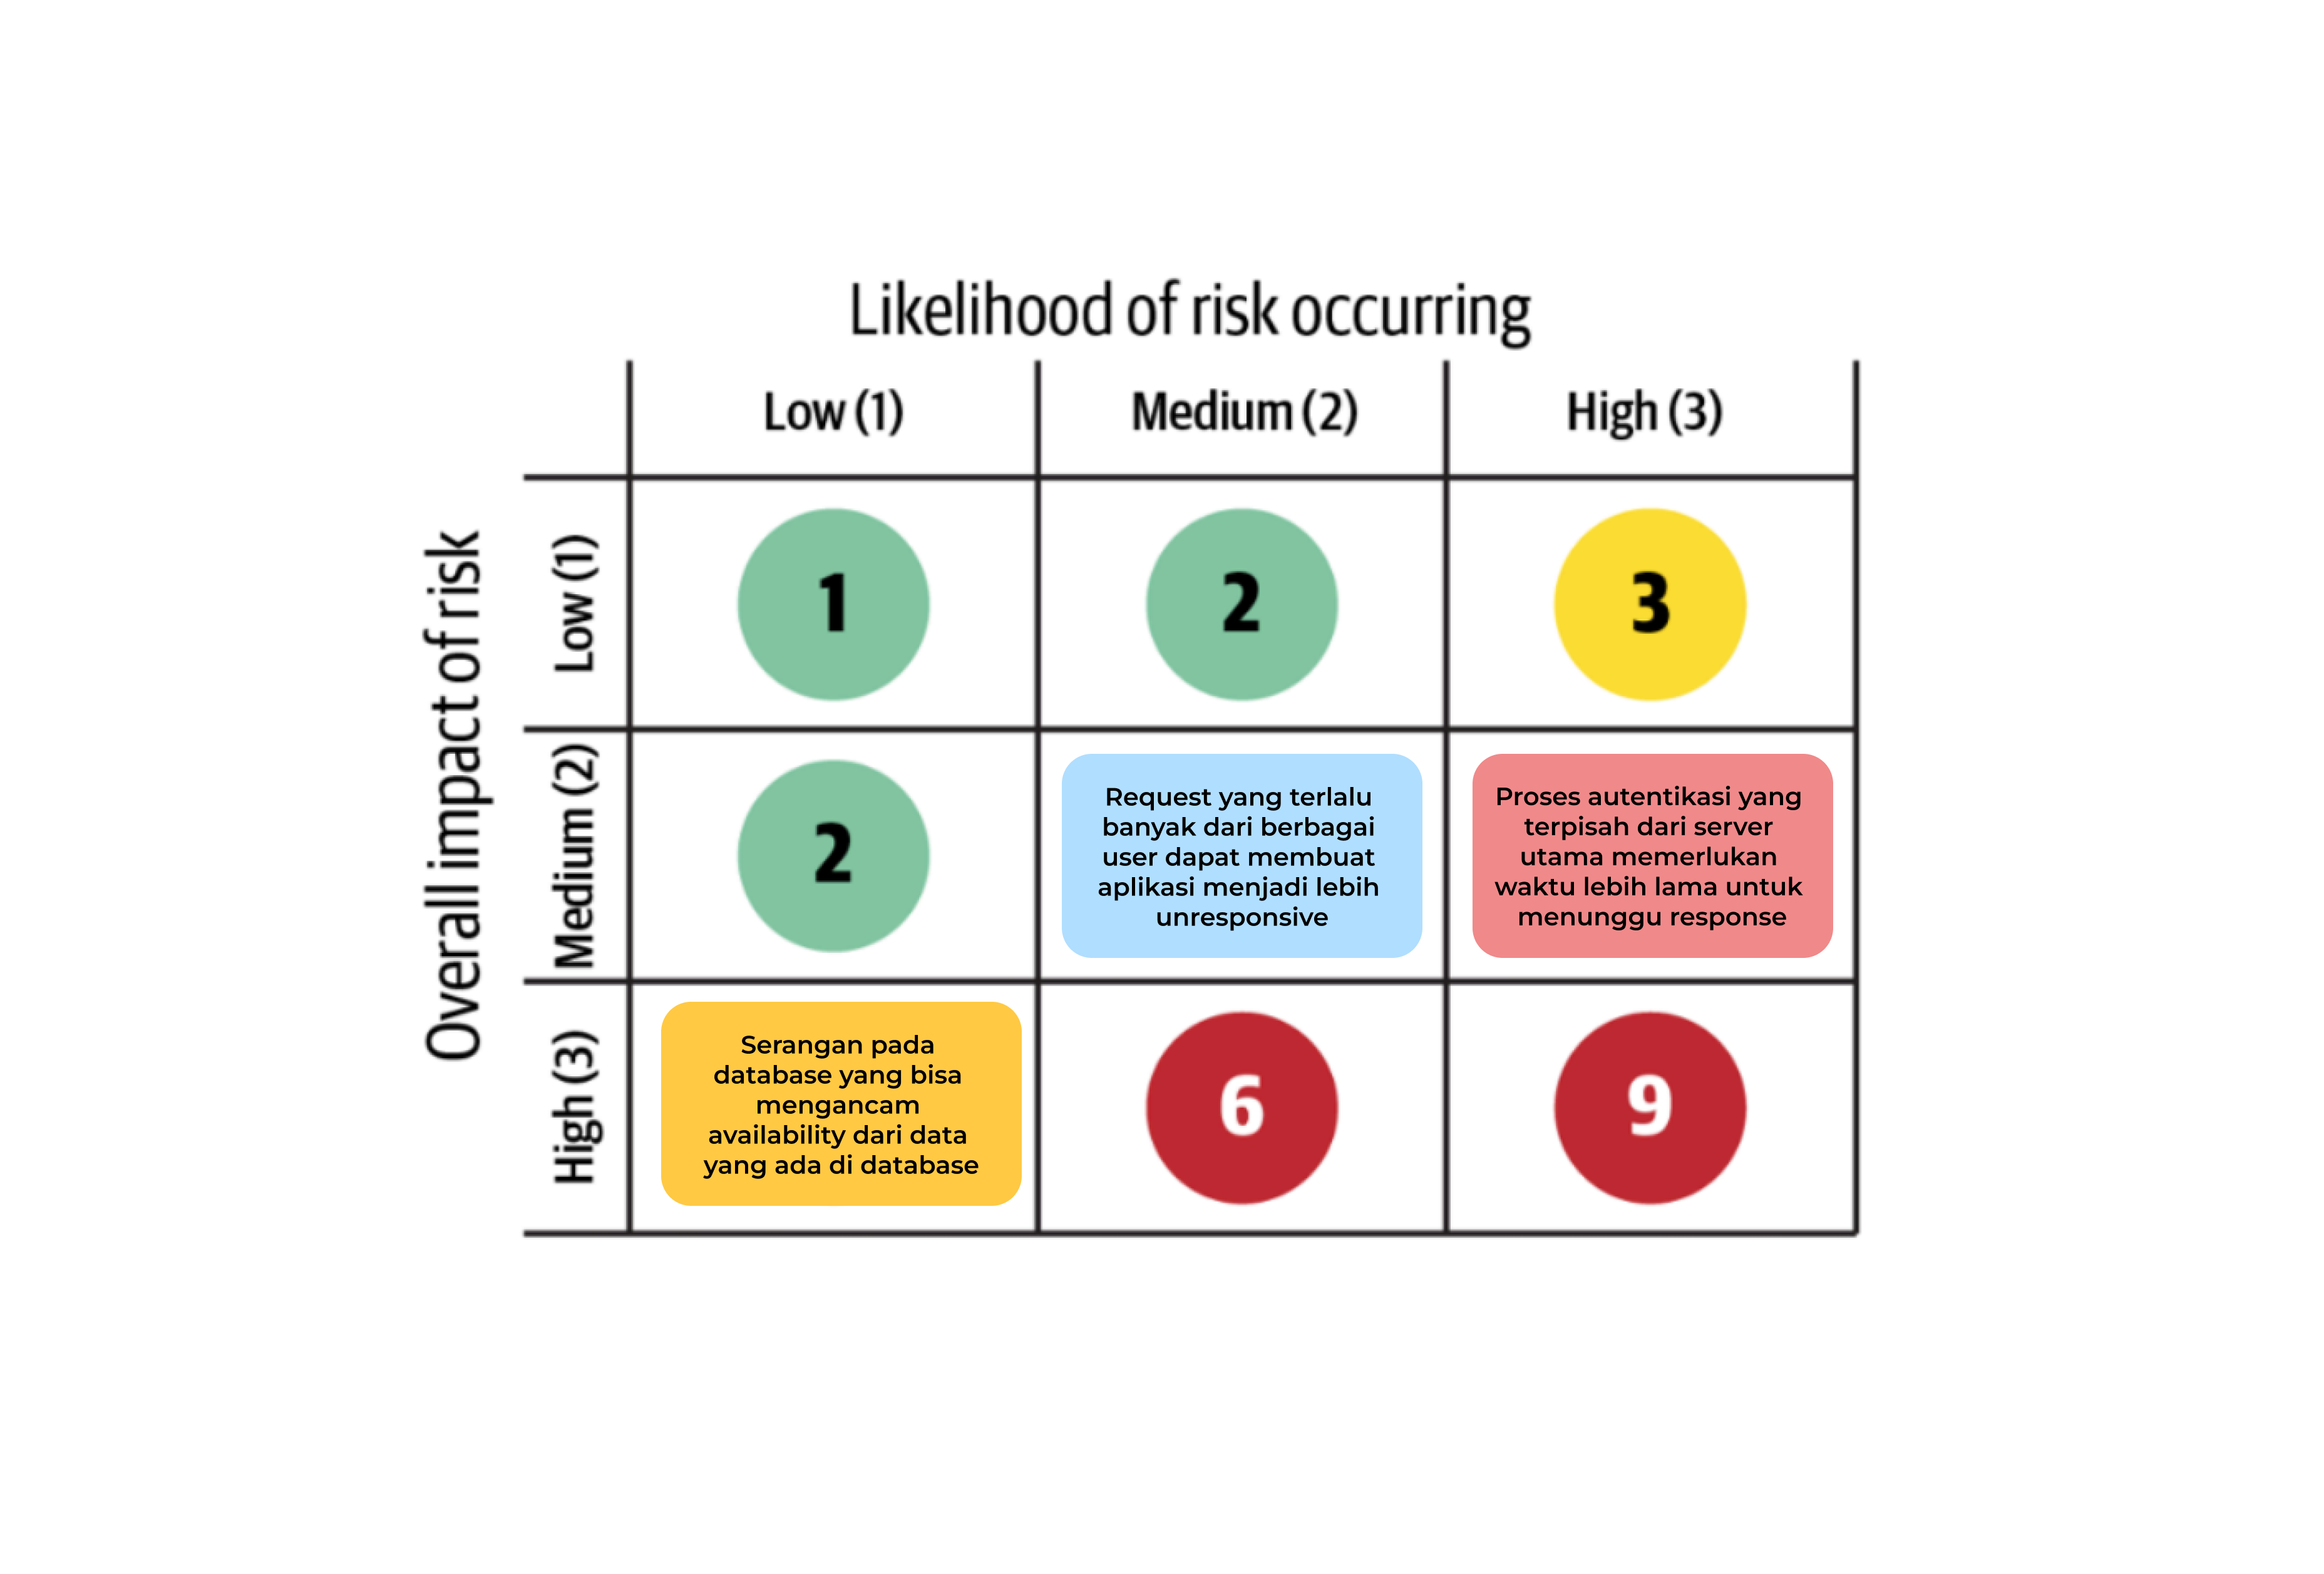 Likelihood of risk occurring
Low (1)
Medium (2)
High (3)
Overall impact of risk
Low (1)
1
2
3
Medium (2)
2
Request yang terlalu
banyak dari berbagai
user dapat membuat
aplikasi menjadi lebih
unresponsive
Proses autentikasi yang
terpisah dari server
utama memerlukan
waktu lebih lama untuk
menunggu response
High (3)
Serangan pada
database yang bisa
mengancam
availability dari data
yang ada di database
6
9